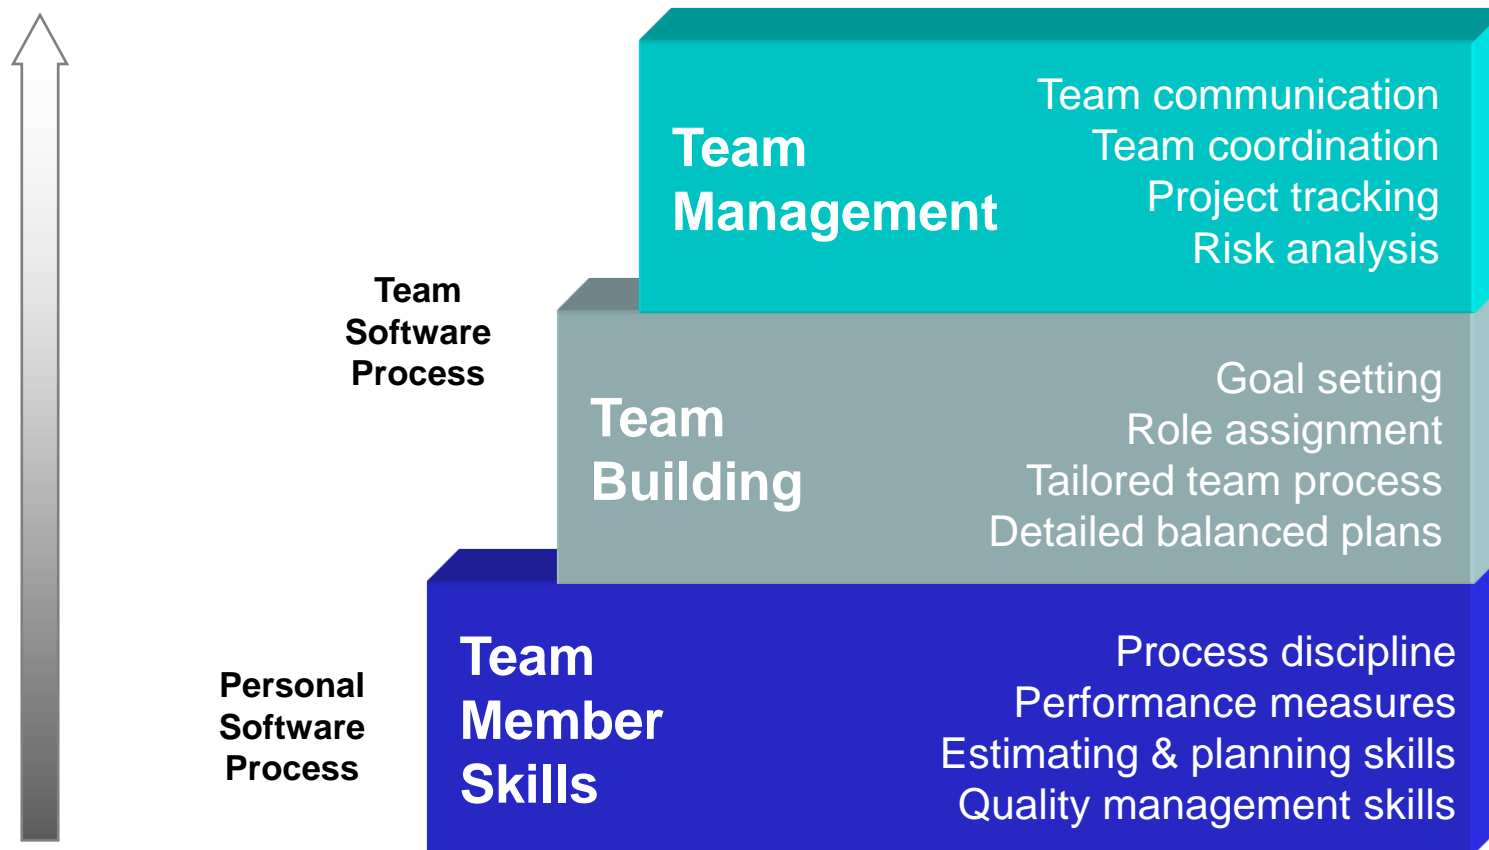 Team
Management
Team communication
Team coordination
Project tracking
Risk analysis
Team
Software
Process
Team
Building
Goal setting
Role assignment
Tailored team process
Detailed balanced plans
Personal
Software
Process
Team
Member
Skills
Process discipline
Performance measures
Estimating & planning skills
Quality management skills